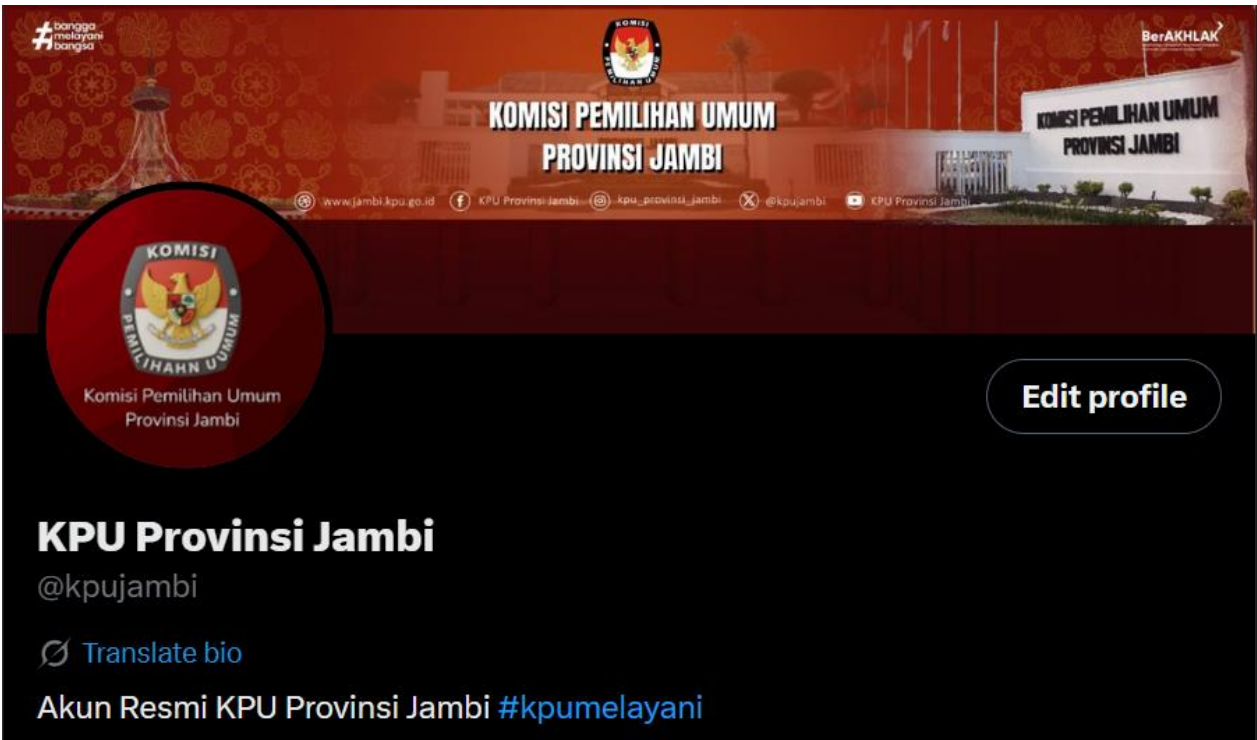 # bangga
melayani
bangsa
KOMISI
PEMILIHAN UMUM
BerAKHLAK
KOMISI PEMILIHAN UMUM
PROVINSI JAMBI
KOMISI PEMILIHAN UMUM
PROVINSI JAMBI
www.jambi.kpu.go.id KPU Provinsi Jambi kpu_provinsi_jambi @kpujambi KPU Provinsi Jambi
KOMISI
PEMILIHAHN UUMUM
Komisi Pemilihan Umum
Provinsi Jambi
Edit profile
KPU Provinsi Jambi
@kpujambi
Translate bio
Akun Resmi KPU Provinsi Jambi #kpumelayani